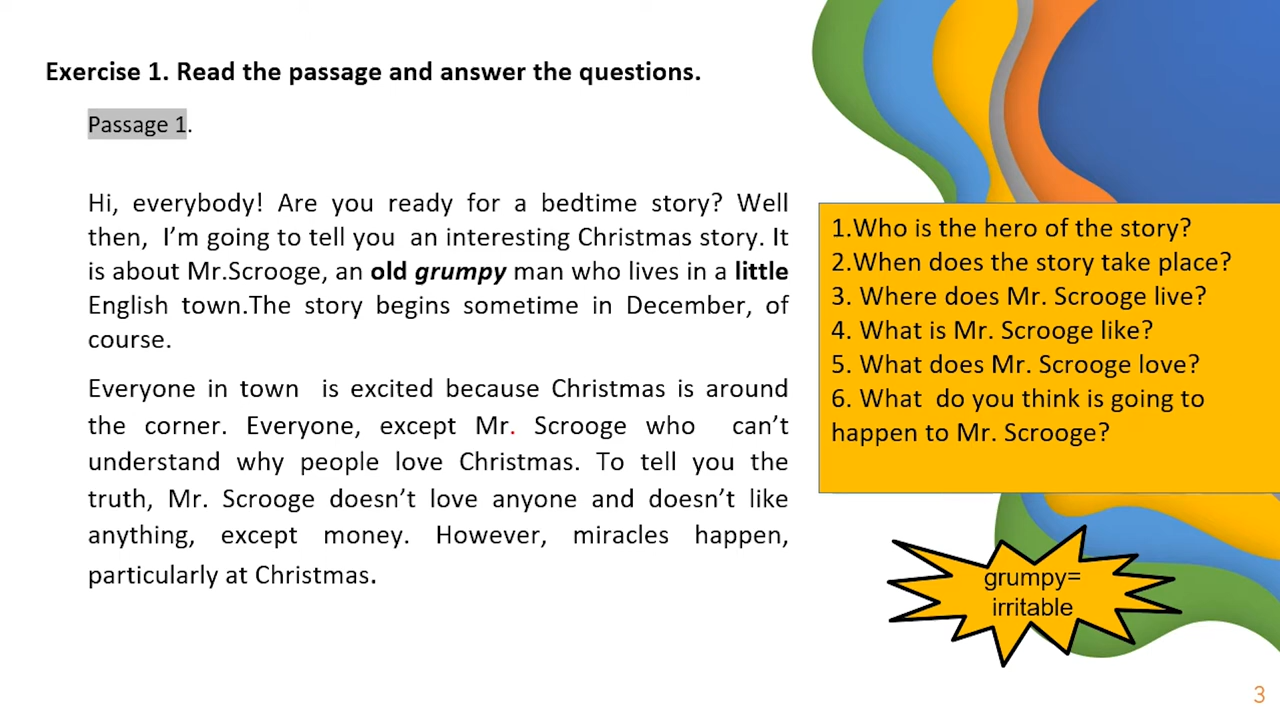 Exercise 1. Read the passage and answer the questions.
Passage 1.
Hi, everybody! Are you ready for a bedtime story? Well
then, I’m going to tell you an interesting Christmas story. It
is about Mr.Scrooge, an old grumpy man who lives in a little
English town.The story begins sometime in December, of
course.
Everyone in town is excited because Christmas is around
the corner. Everyone, except Mr. Scrooge who can’t
understand why people love Christmas. To tell you the
truth, Mr. Scrooge doesn’t love anyone and doesn’t like
anything, except money. However, miracles happen,
particularly at Christmas.
1.Who is the hero of the story?
2.When does the story take place?
3. Where does Mr. Scrooge live?
4. What is Mr. Scrooge like?
5. What does Mr. Scrooge love?
6. What do you think is going to
happen to Mr. Scrooge?
grumpy=
irritable
3